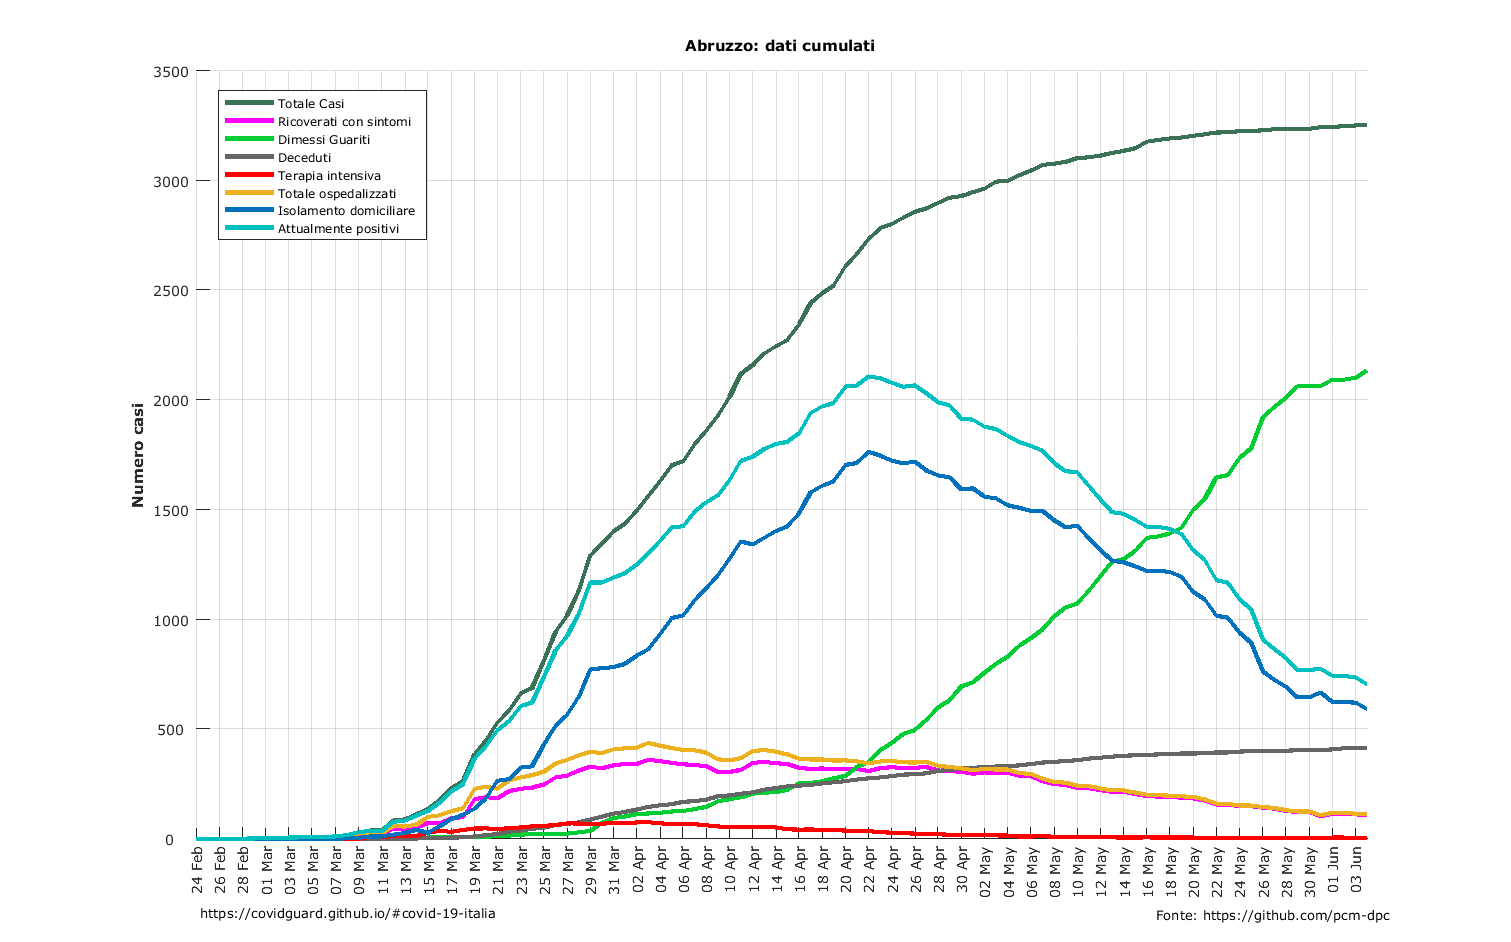 Abruzzo: dati cumulati
3500
3000
2500
2000
1500
1000
500
0
Numero casi
Totale Casi
Ricoverati con sintomi
Dimessi Guariti
Deceduti
Terapia intensiva
Totale ospedalizzati
Isolamento domiciliare
Attualmente positivi
24 Feb
26 Feb
28 Feb
01 Mar
03 Mar
05 Mar
07 Mar
09 Mar
11 Mar
13 Mar
15 Mar
17 Mar
19 Mar
21 Mar
23 Mar
25 Mar
27 Mar
29 Mar
31 Mar
02 Apr
04 Apr
06 Apr
08 Apr
10 Apr
12 Apr
14 Apr
16 Apr
18 Apr
20 Apr
22 Apr
24 Apr
26 Apr
28 Apr
30 Apr
02 May
04 May
06 May
08 May
10 May
12 May
14 May
16 May
18 May
20 May
22 May
24 May
26 May
28 May
30 May
01 Jun
03 Jun
https://covidguard.github.io/#covid-19-italia
Fonte: https://github.com/pcm-dpc